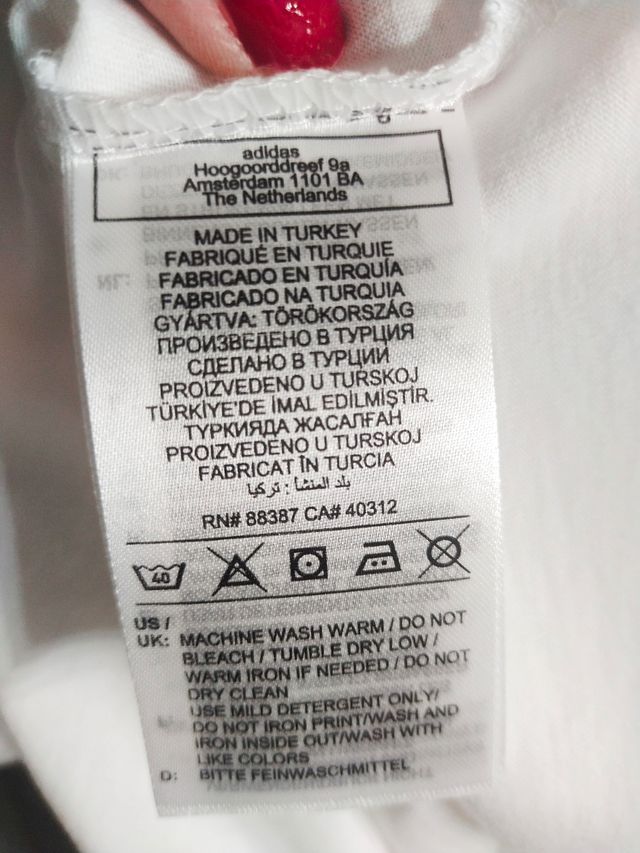 adidas
Hoogoorddreef 9a
Amsterdam 1101 BA
The Netherlands
MADE IN TURKEY
FABRIQUÉ EN TURQUIE
FABRICADO EN TURQUÍA
FABRICADO NA TURQUIA
GYÁRTVA: TÖRÖKORSZÁG
ПРОИЗВЕДЕНО В ТУРЦИЯ
СДЕЛАНО В ТУРЦИИ
PROIZVEDENO U TURSKOJ
TÜRKİYE'DE İMAL EDİLMİŞTİR.
ТУРКИЯДА ЖАСАЛҒАН
PROIZVEDENO U TURSKOJ
FABRICAT ÎN TURCIA
بلد المنشأ : تركيا
RN# 88387 CA# 40312
40
US /
UK: MACHINE WASH WARM / DO NOT
BLEACH / TUMBLE DRY LOW /
WARM IRON IF NEEDED / DO NOT
DRY CLEAN
USE MILD DETERGENT ONLY/
DO NOT IRON PRINT/WASH AND
IRON INSIDE OUT/WASH WITH
LIKE COLORS
D: BITTE FEINWASCHMITTEL